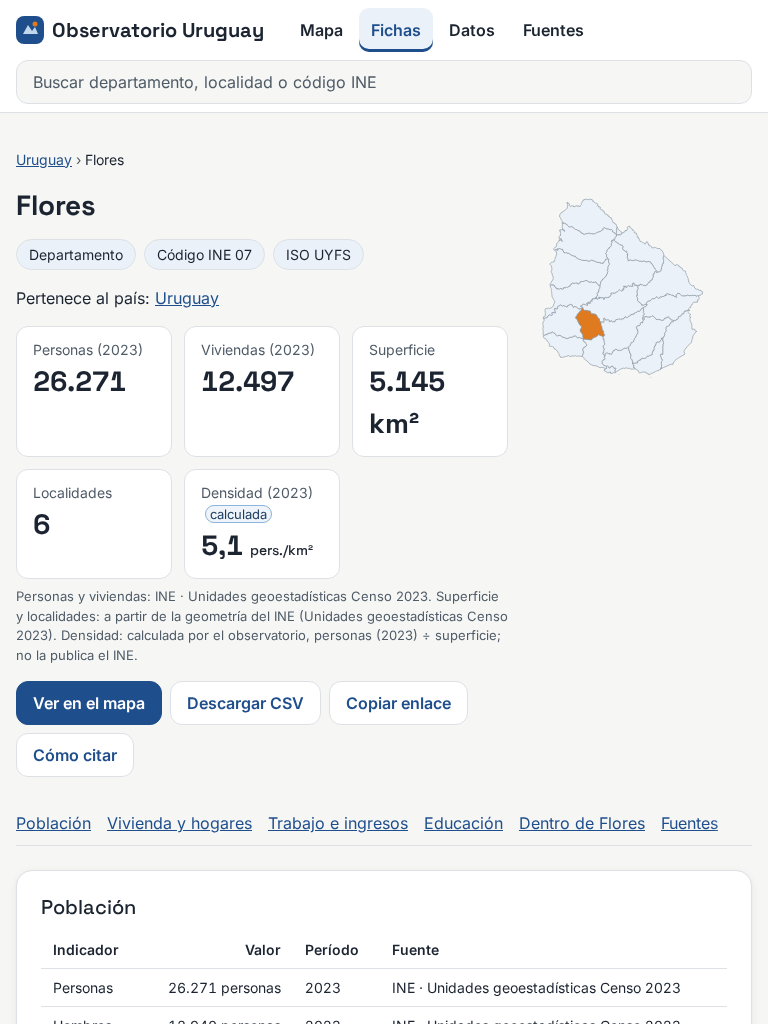 Observatorio Uruguay
Mapa
Fichas
Datos
Fuentes
Buscar departamento, localidad o código INE
Uruguay › Flores
Flores
Departamento
Código INE 07
ISO UYFS
Pertenece al país: Uruguay
Personas (2023)
26.271
Viviendas (2023)
12.497
Superficie
5.145
km²
Localidades
6
Densidad (2023)
calculada
5,1 pers./km²
Personas y viviendas: INE · Unidades geoestadísticas Censo 2023. Superficie
y localidades: a partir de la geometría del INE (Unidades geoestadísticas Censo
2023). Densidad: calculada por el observatorio, personas (2023) ÷ superficie;
no la publica el INE.
Ver en el mapa
Descargar CSV
Copiar enlace
Cómo citar
Población
Vivienda y hogares
Trabajo e ingresos
Educación
Dentro de Flores
Fuentes
Población
Indicador Valor Período Fuente
Personas 26.271 personas 2023 INE · Unidades geoestadísticas Censo 2023